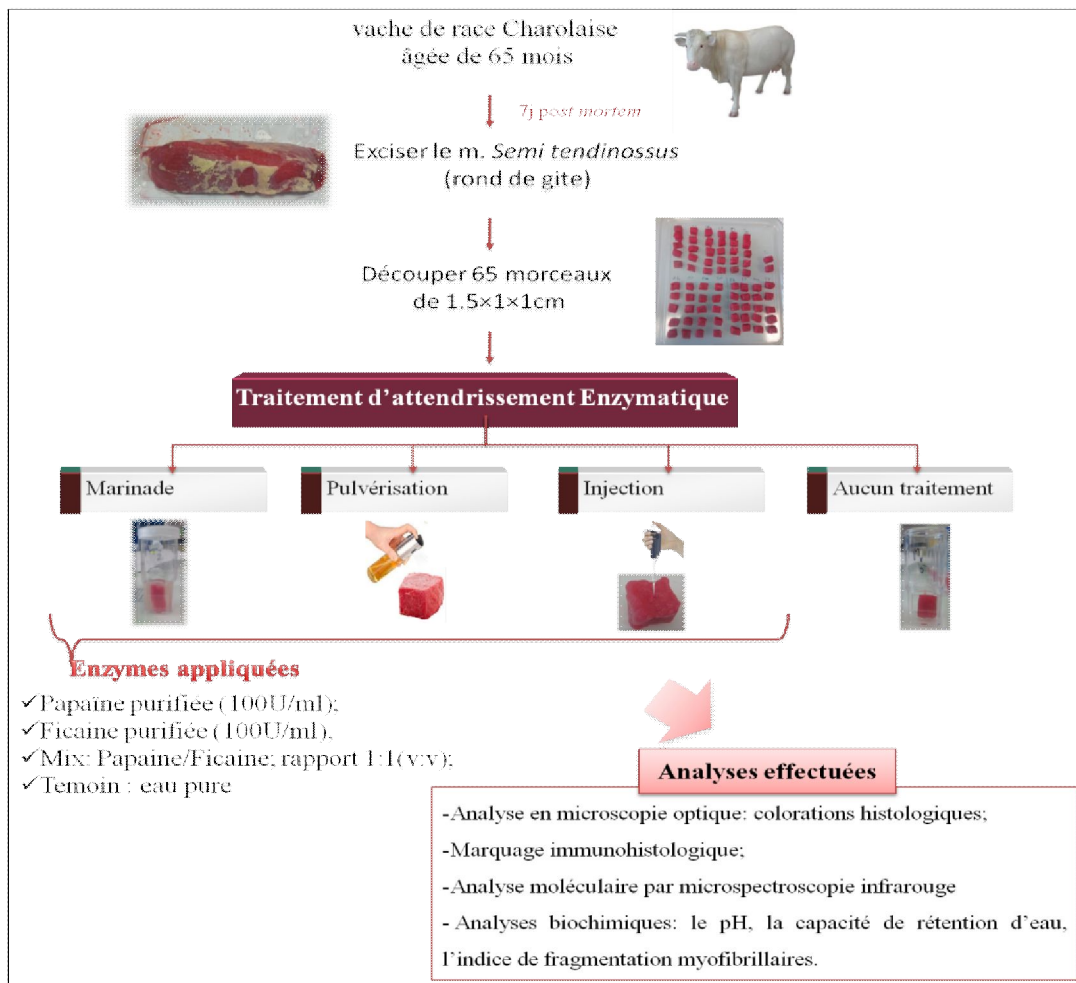 vache de race Charolaise
âgée de 65 mois
7j post mortem
Exciser le m. Semi tendinossus
(rond de gite)
Découper 65 morceaux
de 1.5×1×1cm
Traitement d'attendrissement Enzymatique
Marinade
Pulvérisation
Injection
Aucun traitement
Enzymes appliquées
✓Papaïne purifiée (100U/ml);
✓Ficaine purifiée (100U/ml),
✓Mix: Papaine/Ficaine; rapport 1:1(v:v);
✓Temoin : eau pure
Analyses effectuées
-Analyse en microscopie optique: colorations histologiques;
-Marquage immunohistologique;
-Analyse moléculaire par microspectroscopie infrarouge
- Analyses biochimiques: le pH, la capacité de rétention d'eau,
l'indice de fragmentation myofibrillaires.